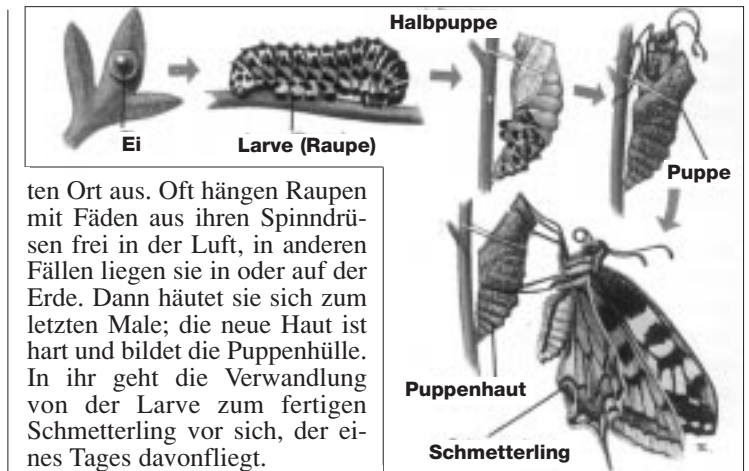 Halbpuppe
Ei
Larve (Raupe)
Puppe
ten Ort aus. Oft hängen Raupen
mit Fäden aus ihren Spinndrü-
sen frei in der Luft, in anderen
Fällen liegen sie in oder auf der
Erde. Dann häutet sie sich zum
letzten Male; die neue Haut ist
hart und bildet die Puppenhülle.
In ihr geht die Verwandlung
von der Larve zum fertigen
Schmetterling vor sich, der ei-
nes Tages davonfliegt.
Puppenhaut
Schmetterling